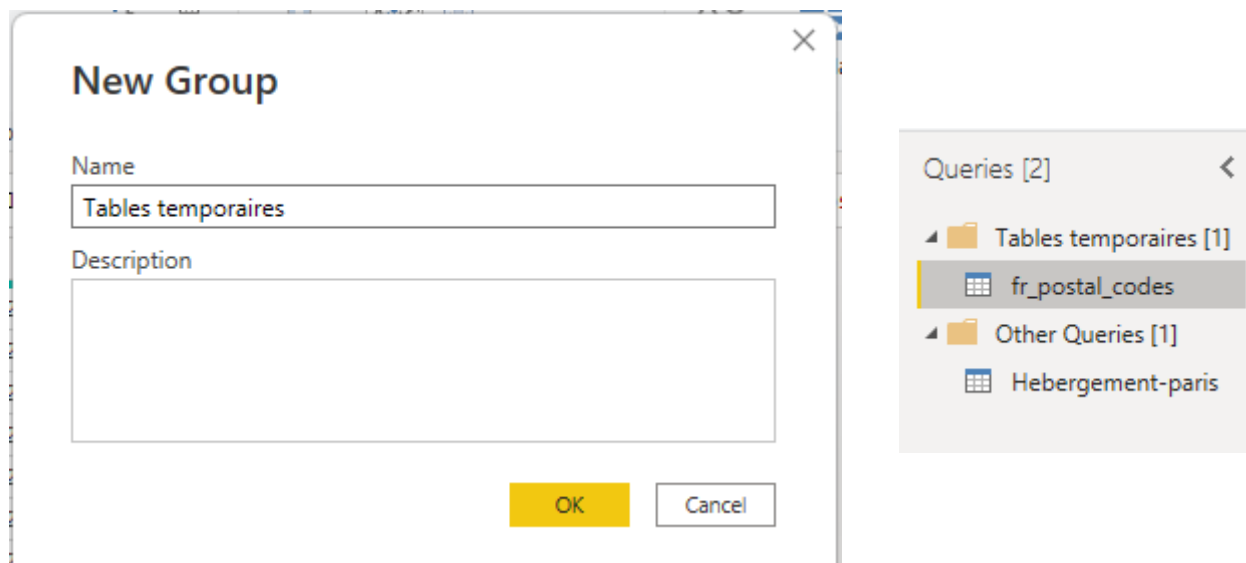 New Group
Name
Tables temporaires
Description
OK
Cancel
Queries [2]
Tables temporaires [1]
fr_postal_codes
Other Queries [1]
Hebergement-paris